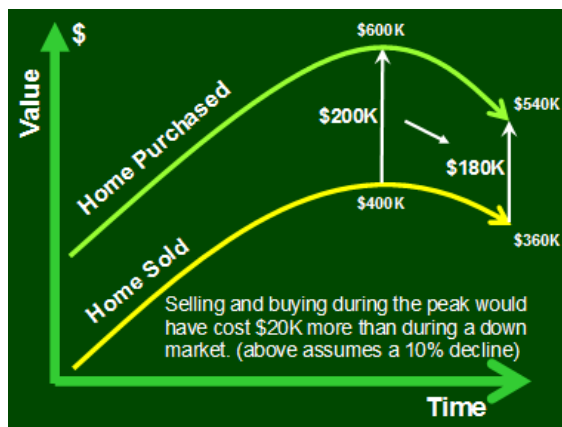 $
Value
$600K
Home Purchased
$540K
$200K
$180K
$400K
$360K
Home Sold
Selling and buying during the peak would
have cost $20K more than during a down
market. (above assumes a 10% decline)
Time